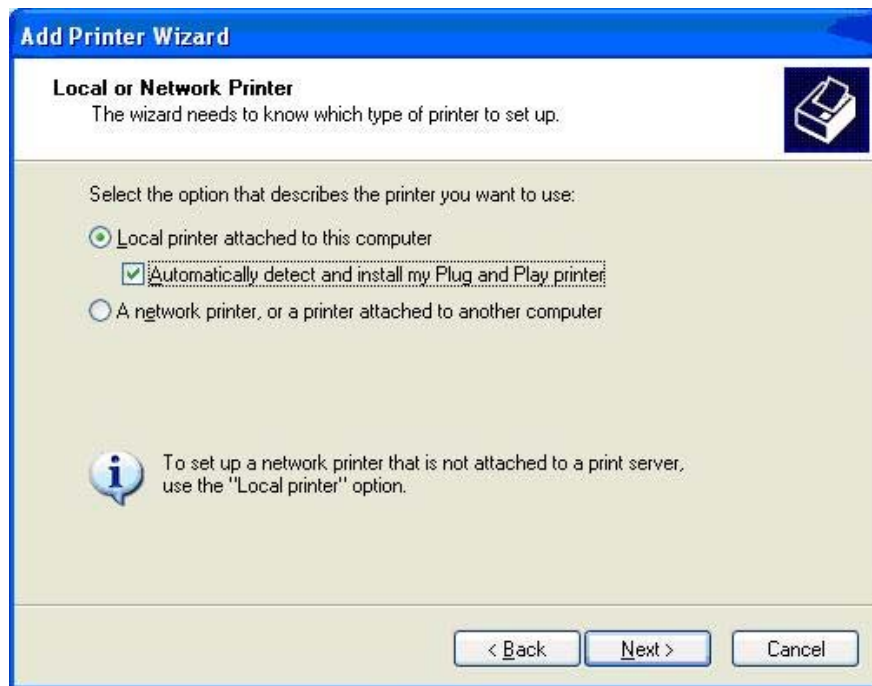 Add Printer Wizard
Local or Network Printer
The wizard needs to know which type of printer to set up.
Select the option that describes the printer you want to use:
Local printer attached to this computer
Automatically detect and install my Plug and Play printer
A network printer, or a printer attached to another computer
To set up a network printer that is not attached to a print server,
use the "Local printer" option.
< Back Next > Cancel